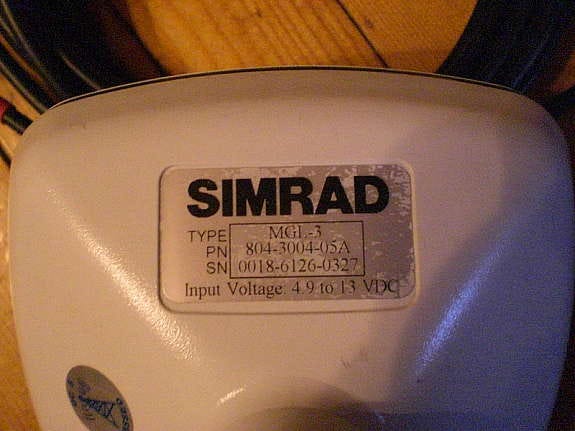 SIMRAD
TYPE MGL-3
PN 804-3004-05A
SN 0018-6126-0327
Input Voltage: 4.9 to 13 VDC